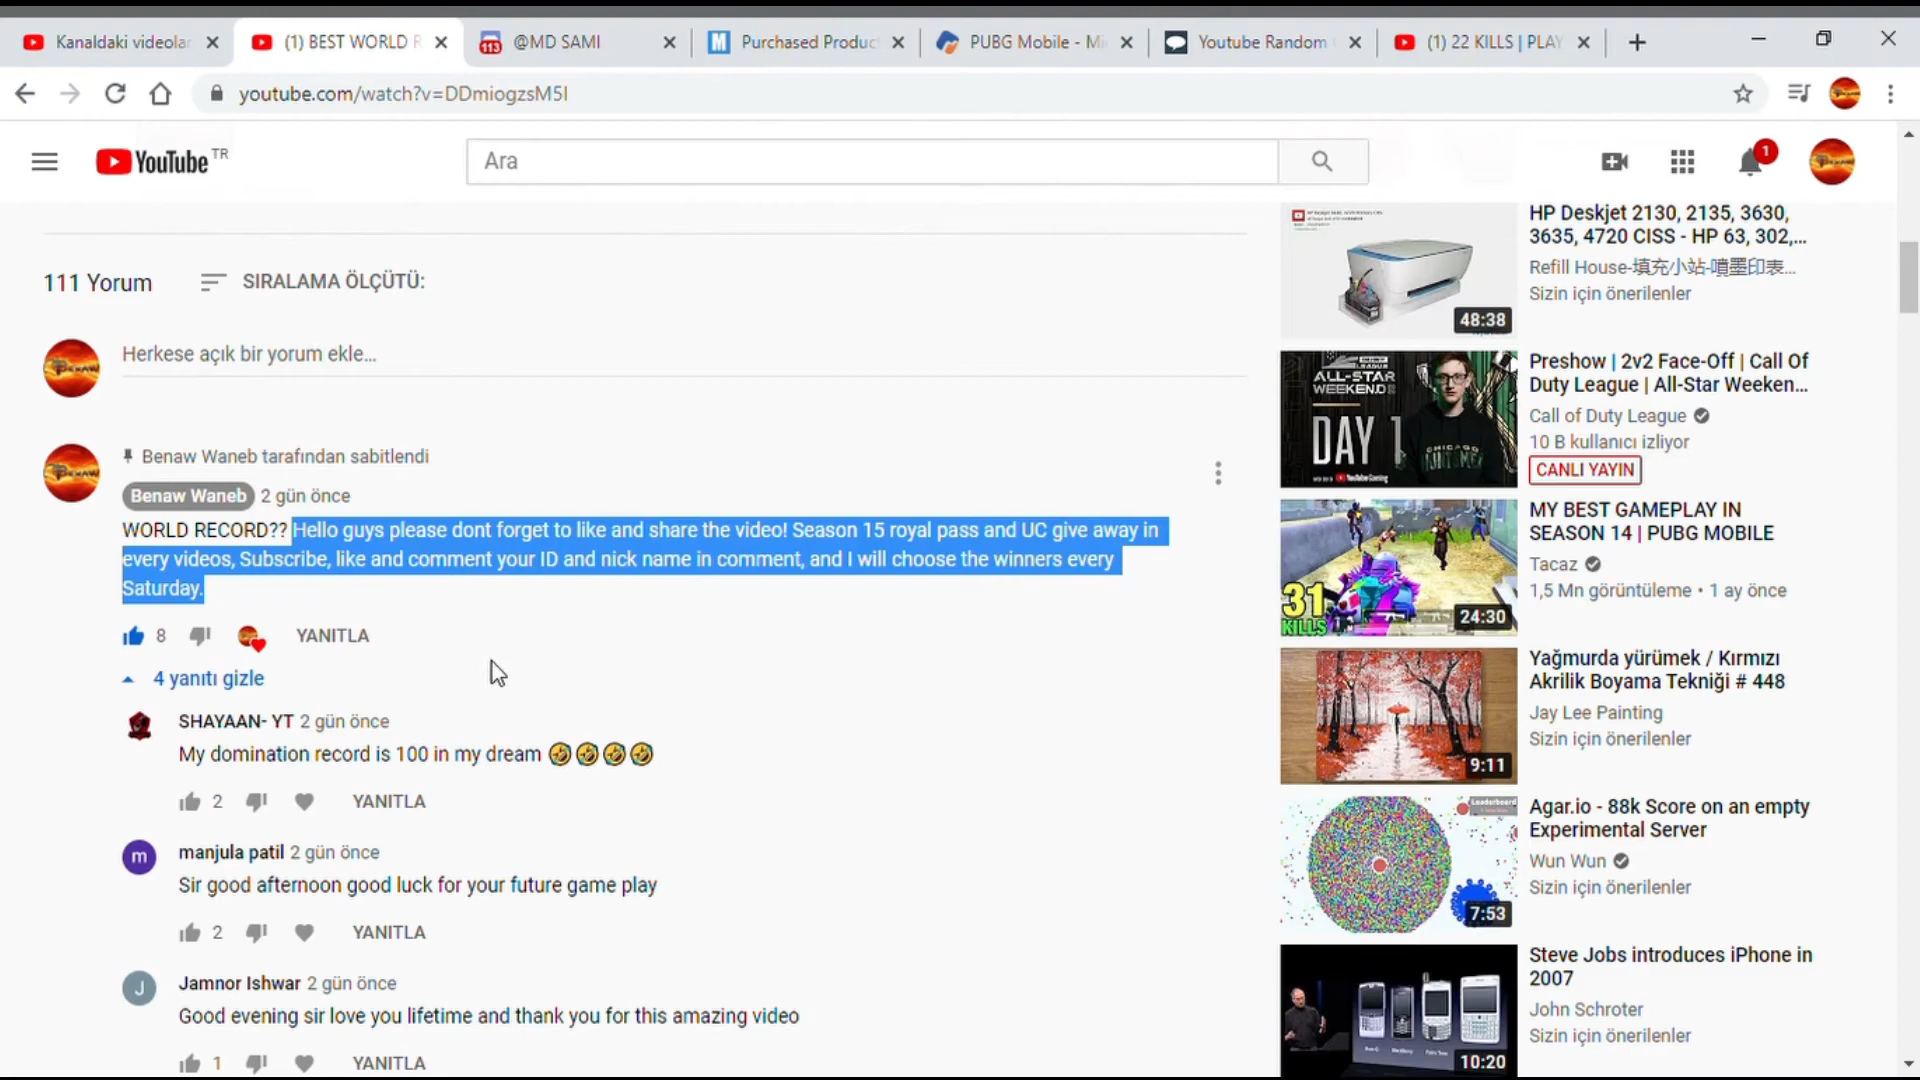 Kanaldaki videolar
(1) BEST WORLD R
113
@MD SAMI
M
Purchased Produc
PUBG Mobile - Mi
Youtube Random
(1) 22 KILLS | PLAY
youtube.com/watch?v=DDmiogzsM5I
YouTube TR
Ara
1
111 Yorum
SIRALAMA ÖLÇÜTÜ:
Herkese açık bir yorum ekle...
Benaw Waneb tarafından sabitlendi
Benaw Waneb 2 gün önce
WORLD RECORD?? Hello guys please dont forget to like and share the video! Season 15 royal pass and UC give away in
every videos, Subscribe, like and comment your ID and nick name in comment, and I will choose the winners every
Saturday.
8 YANITLA
4 yanıtı gizle
SHAYAAN- YT 2 gün önce
My domination record is 100 in my dream 🤣🤣🤣🤣
2 YANITLA
m
manjula patil 2 gün önce
Sir good afternoon good luck for your future game play
2 YANITLA
J
Jamnor Ishwar 2 gün önce
Good evening sir love you lifetime and thank you for this amazing video
1 YANITLA
48:38
HP Deskjet 2130, 2135, 3630,
3635, 4720 CISS - HP 63, 302,...
Refill House-填充小站-噴墨印表...
Sizin için önerilenler
LEAGUE
ALL-STAR
WEEKEND
DAY 1
CHICAGO
YouTube Gaming
Preshow | 2v2 Face-Off | Call Of
Duty League | All-Star Weeken...
Call of Duty League
10 B kullanıcı izliyor
CANLI YAYIN
31
KILLS
24:30
MY BEST GAMEPLAY IN
SEASON 14 | PUBG MOBILE
Tacaz
1,5 Mn görüntüleme • 1 ay önce
9:11
Yağmurda yürümek / Kırmızı
Akrilik Boyama Tekniği # 448
Jay Lee Painting
Sizin için önerilenler
Leaderboard
7:53
Agar.io - 88k Score on an empty
Experimental Server
Wun Wun
Sizin için önerilenler
10:20
Steve Jobs introduces iPhone in
2007
John Schroter
Sizin için önerilenler